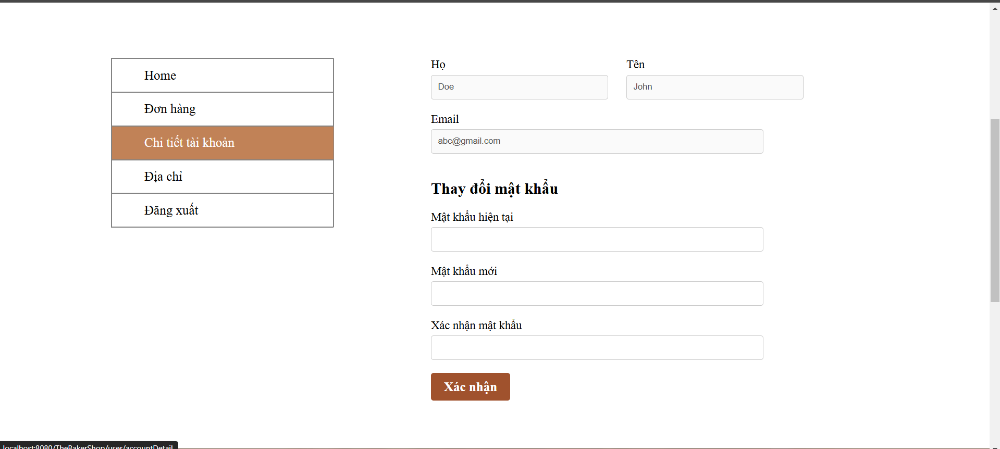 Home
Đơn hàng
Chi tiết tài khoản
Địa chỉ
Đăng xuất
Họ
Tên
Doe
John
Email
abc@gmail.com
Thay đổi mật khẩu
Mật khẩu hiện tại
Mật khẩu mới
Xác nhận mật khẩu
Xác nhận
localhost:8080/TheBakerShop/user/accountDetail